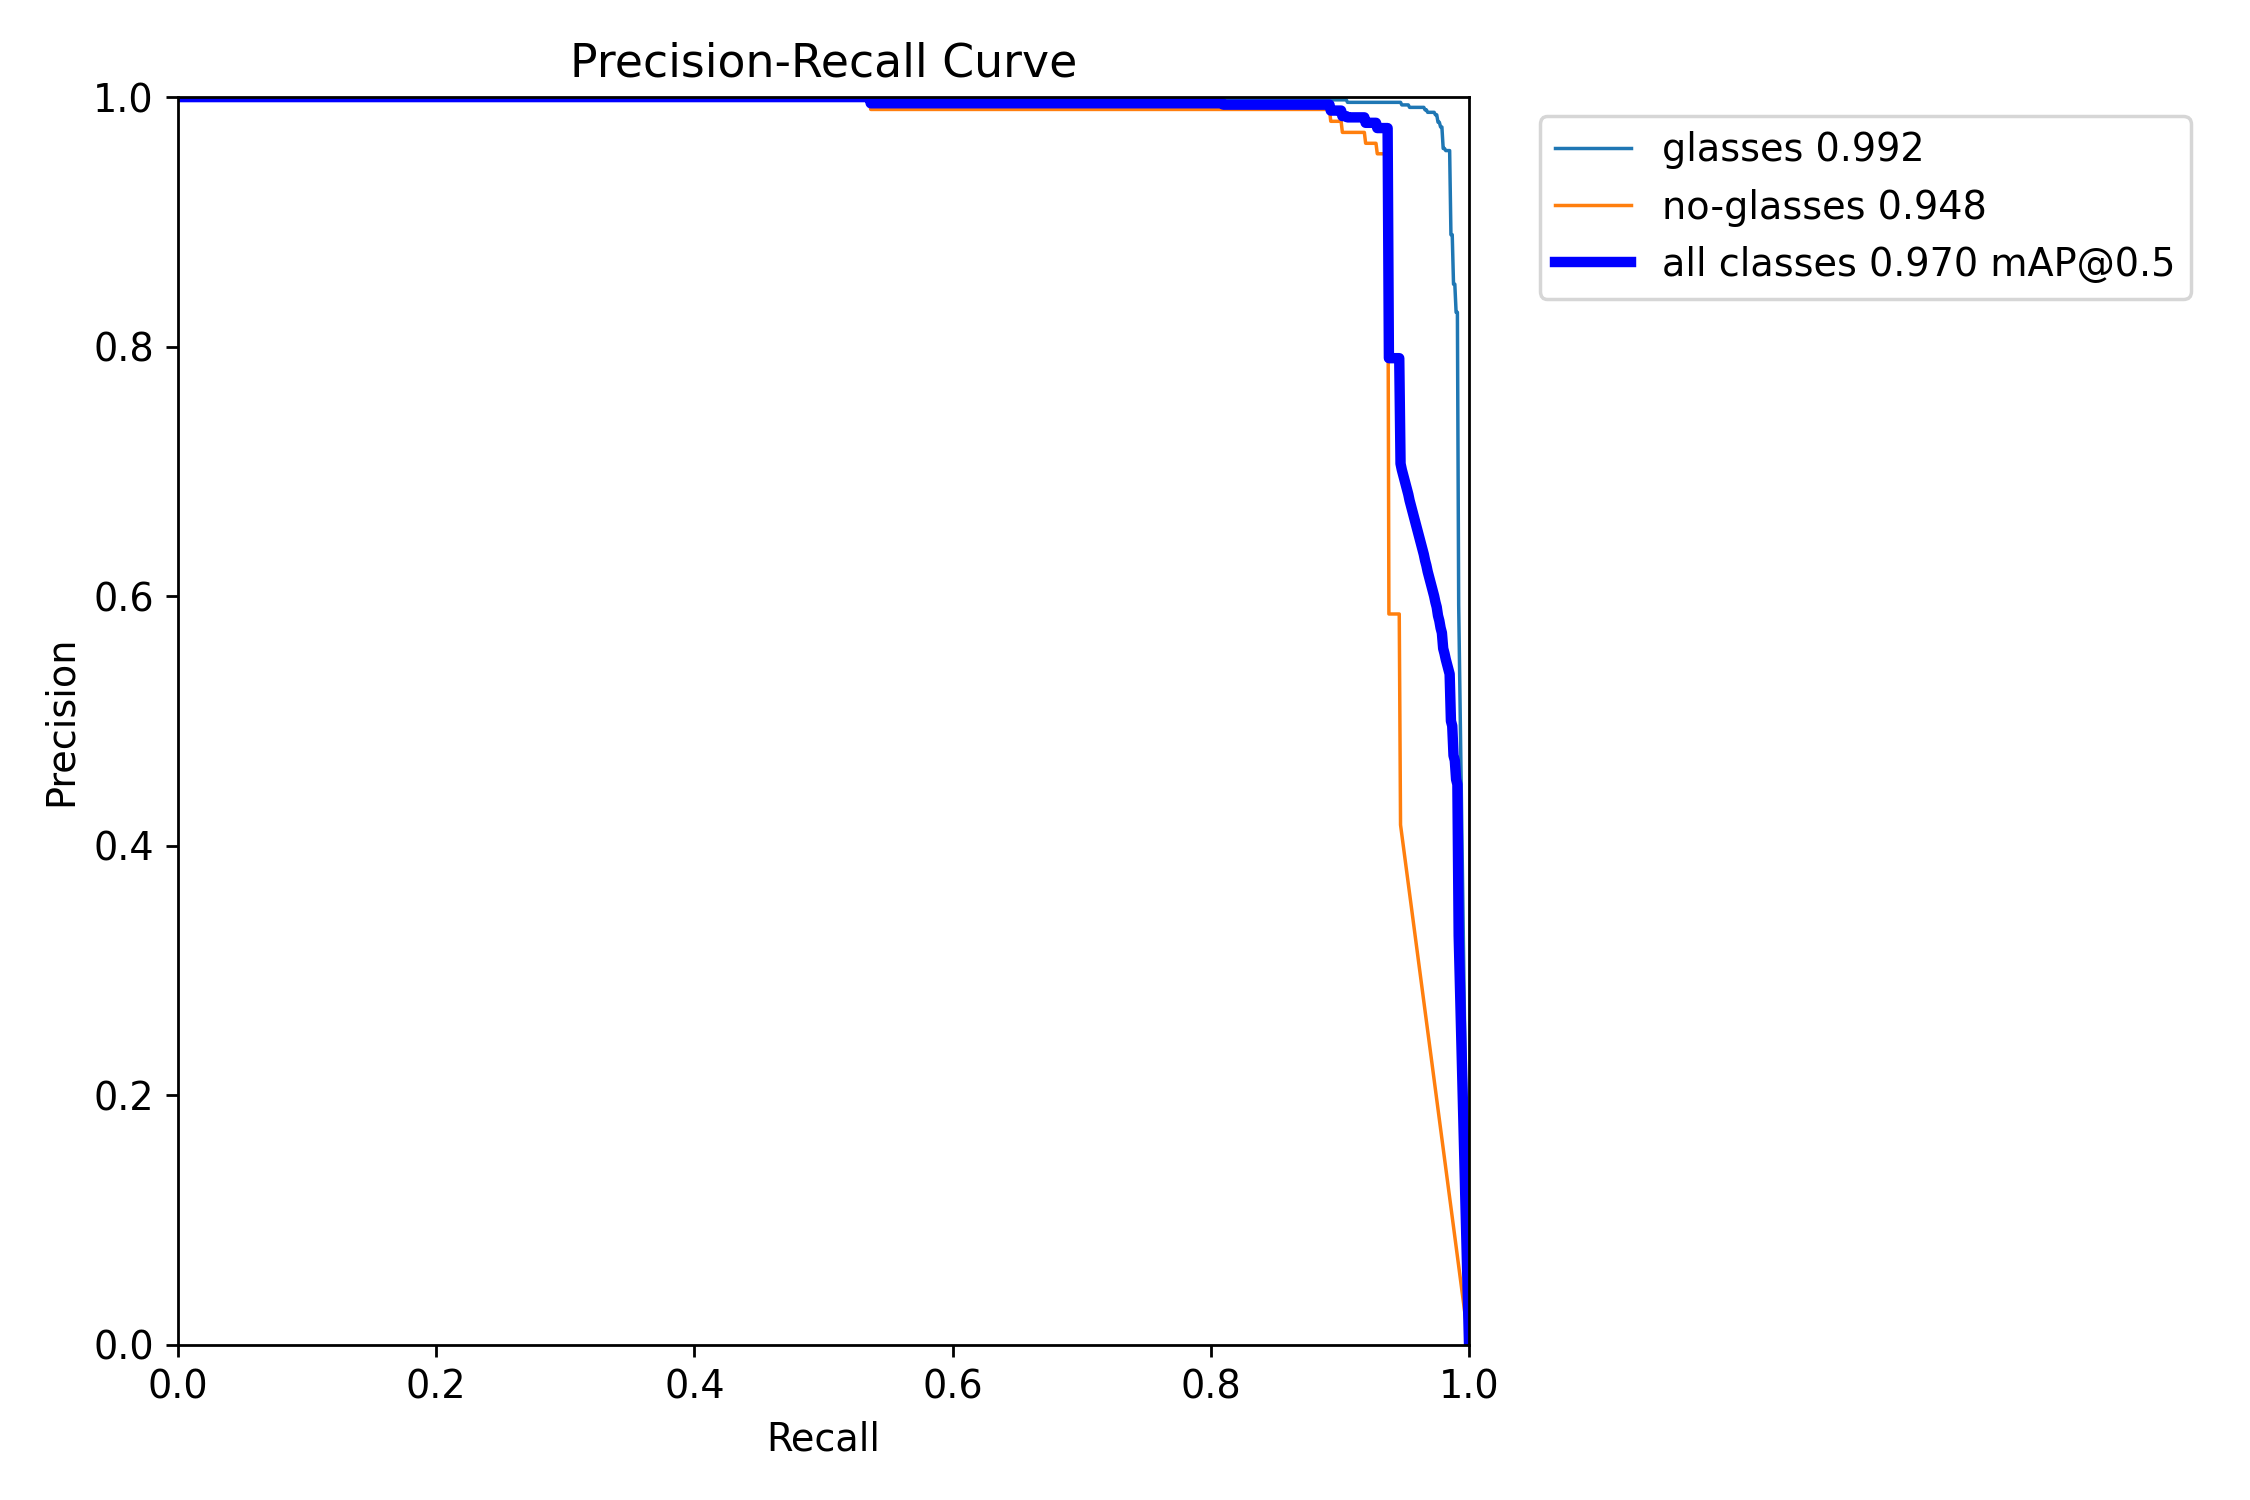 Precision-Recall Curve
1.0
0.8
0.6
0.4
0.2
0.0
Precision
0.0 0.2 0.4 0.6 0.8 1.0
Recall
glasses 0.992
no-glasses 0.948
all classes 0.970 mAP@0.5